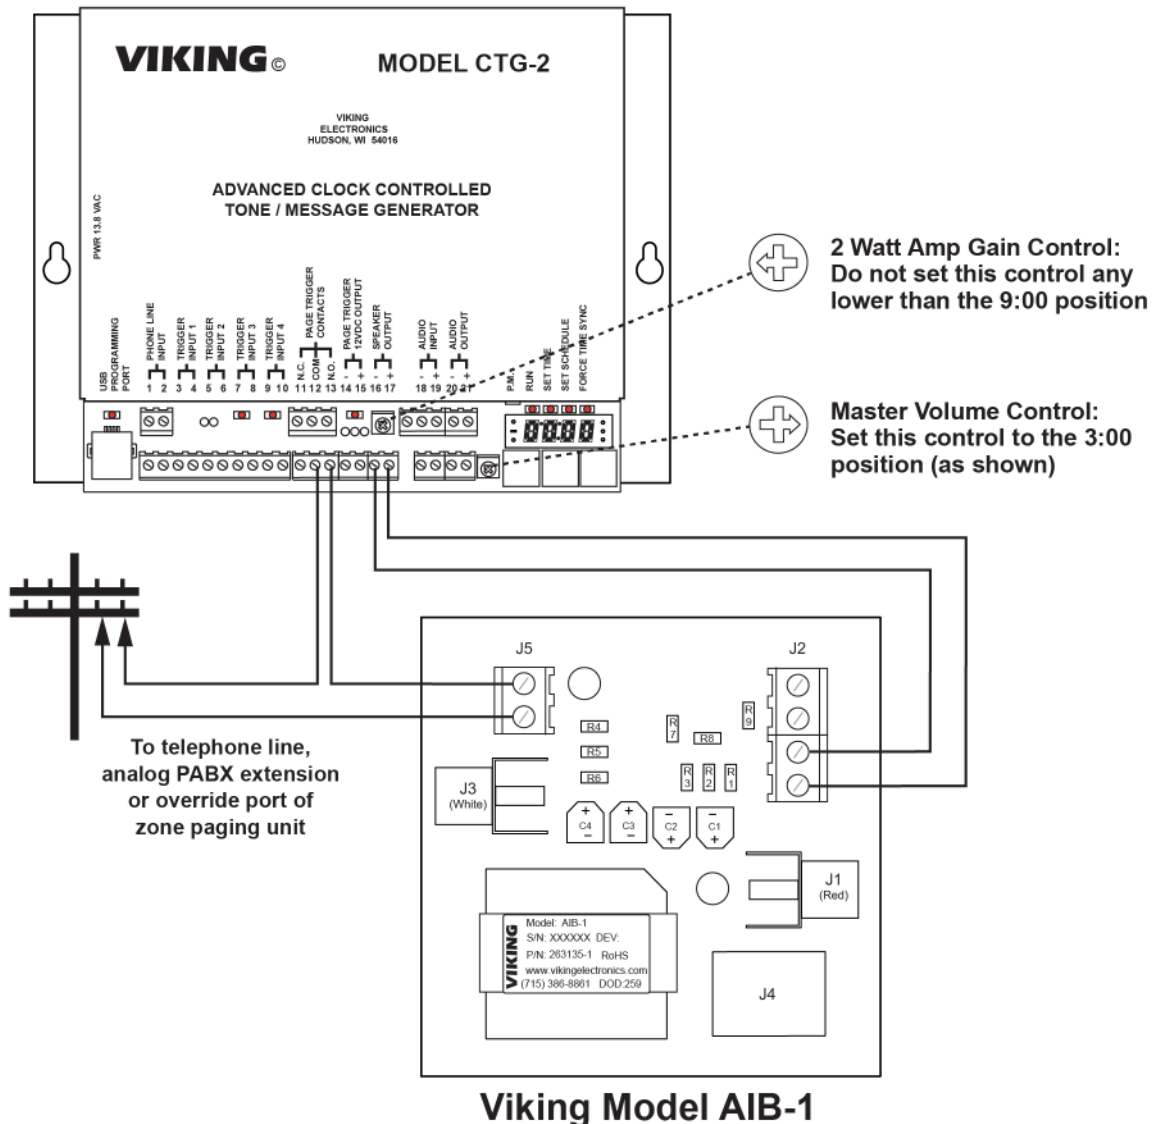 VIKING © MODEL CTG-2
VIKING
ELECTRONICS
HUDSON, WI 54016
ADVANCED CLOCK CONTROLLED
TONE / MESSAGE GENERATOR
PWR 13.8 VAC
USB
PROGRAMMING
PORT
PHONE LINE
INPUT
TRIGGER
INPUT 1
TRIGGER
INPUT 2
TRIGGER
INPUT 3
TRIGGER
INPUT 4
PAGE TRIGGER
CONTACTS
N.C.
COM
N.O.
PAGE TRIGGER
12VDC OUTPUT
SPEAKER
OUTPUT
AUDIO
INPUT
AUDIO
OUTPUT
- + - + - + - +
1 2 3 4 5 6 7 8 9 10 11 12 13 14 15 16 17 18 19 20 21
P.M.
RUN
SET TIME
SET SCHEDULE
FORCE TIME SYNC
8888
2 Watt Amp Gain Control:
Do not set this control any
lower than the 9:00 position
Master Volume Control:
Set this control to the 3:00
position (as shown)
To telephone line,
analog PABX extension
or override port of
zone paging unit
J5
J2
R4
R5
R6
R7
R8
R9
R3
R2
R1
J3
(White)
+ + - -
C4 C3 C2 C1
- - + +
J1
(Red)
VIKING
Model: AIB-1
S/N: XXXXXX DEV:
P/N: 263135-1 RoHS
www.vikingelectronics.com
(715) 386-8861 DOD:259
J4
Viking Model AIB-1